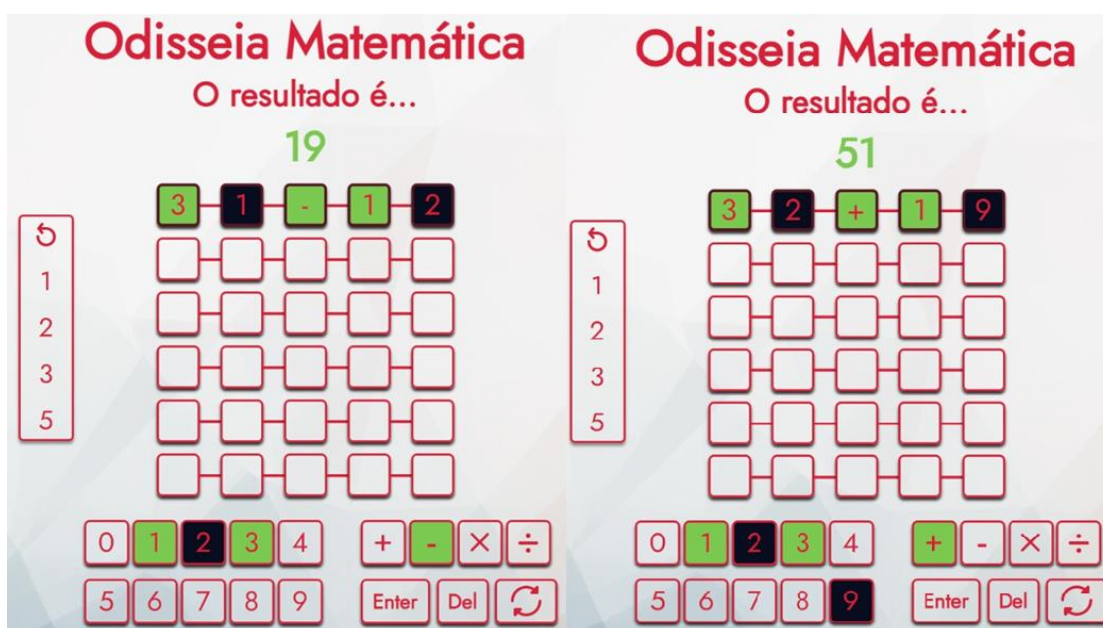 Odisseia Matemática
O resultado é...
19
3 1 - 1 2
1
2
3
5
0 1 2 3 4 + - × ÷
5 6 7 8 9 Enter Del
Odisseia Matemática
O resultado é...
51
3 2 + 1 9
1
2
3
5
0 1 2 3 4 + - × ÷
5 6 7 8 9 Enter Del